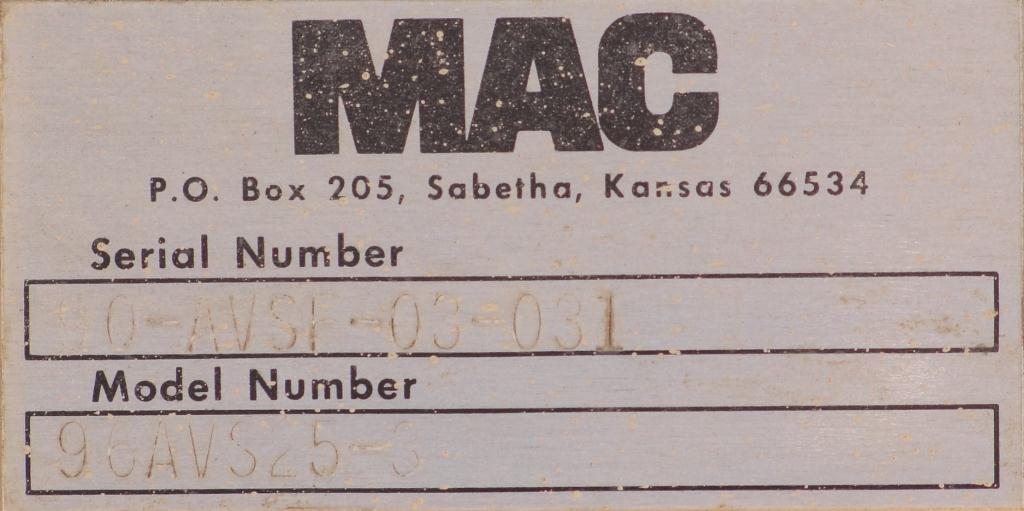 MAC
P.O. Box 205, Sabetha, Kansas 66534
Serial Number
90-AVSF-03-031
Model Number
96AVS25-3